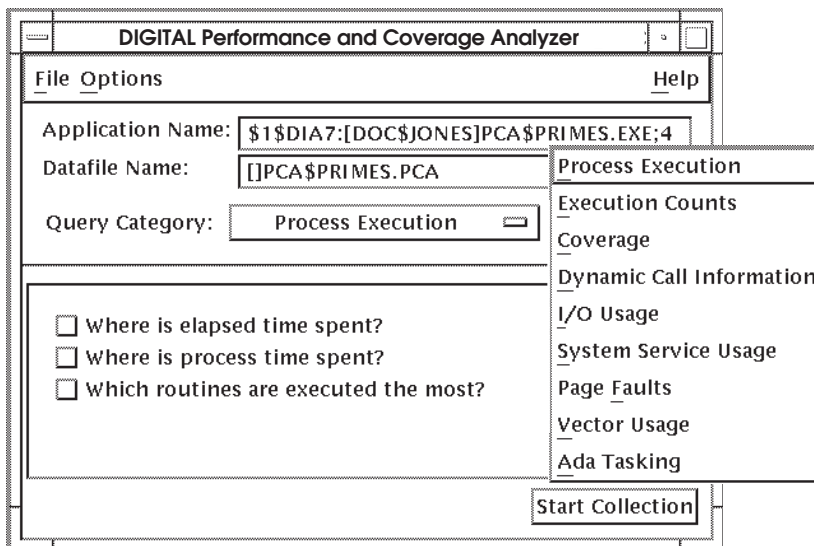 DIGITAL Performance and Coverage Analyzer
File Options Help
Application Name: $1$DIA7:[DOC$JONES]PCA$PRIMES.EXE;4
Datafile Name: []PCA$PRIMES.PCA
Query Category: Process Execution
Process Execution
Execution Counts
Coverage
Dynamic Call Information
I/O Usage
System Service Usage
Page Faults
Vector Usage
Ada Tasking
Where is elapsed time spent?
Where is process time spent?
Which routines are executed the most?
Start Collection